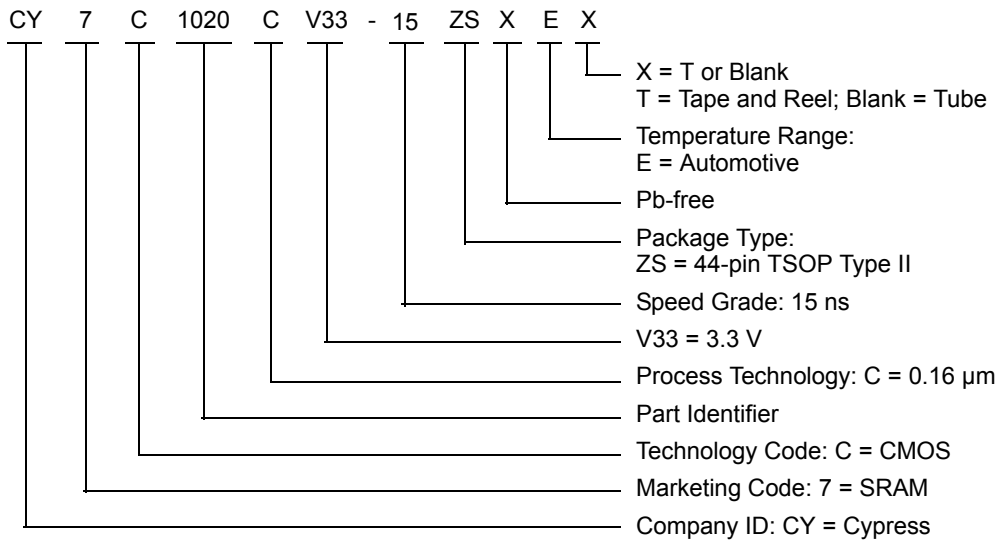 CY 7 C 1020 C V33 - 15 ZS X E X
X = T or Blank
T = Tape and Reel; Blank = Tube
Temperature Range:
E = Automotive
Pb-free
Package Type:
ZS = 44-pin TSOP Type II
Speed Grade: 15 ns
V33 = 3.3 V
Process Technology: C = 0.16 µm
Part Identifier
Technology Code: C = CMOS
Marketing Code: 7 = SRAM
Company ID: CY = Cypress